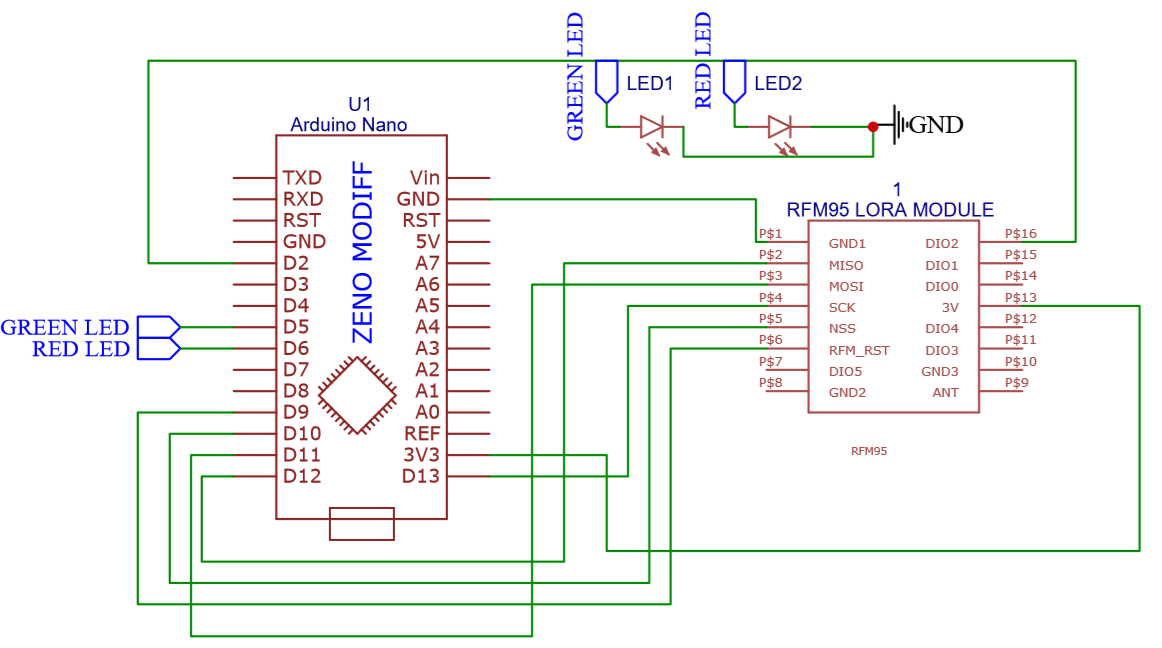 GREEN LED
RED LED
LED1
LED2
GND
U1
Arduino Nano
ZENO MODIFF
TXD
RXD
RST
GND
D2
D3
D4
D5
D6
D7
D8
D9
D10
D11
D12
Vin
GND
RST
5V
A7
A6
A5
A4
A3
A2
A1
A0
REF
3V3
D13
GREEN LED
RED LED
1
RFM95 LORA MODULE
P$1
P$2
P$3
P$4
P$5
P$6
P$7
P$8
GND1
MISO
MOSI
SCK
NSS
RFM_RST
DIO5
GND2
DIO2
DIO1
DIO0
3V
DIO4
DIO3
GND3
ANT
P$16
P$15
P$14
P$13
P$12
P$11
P$10
P$9
RFM95